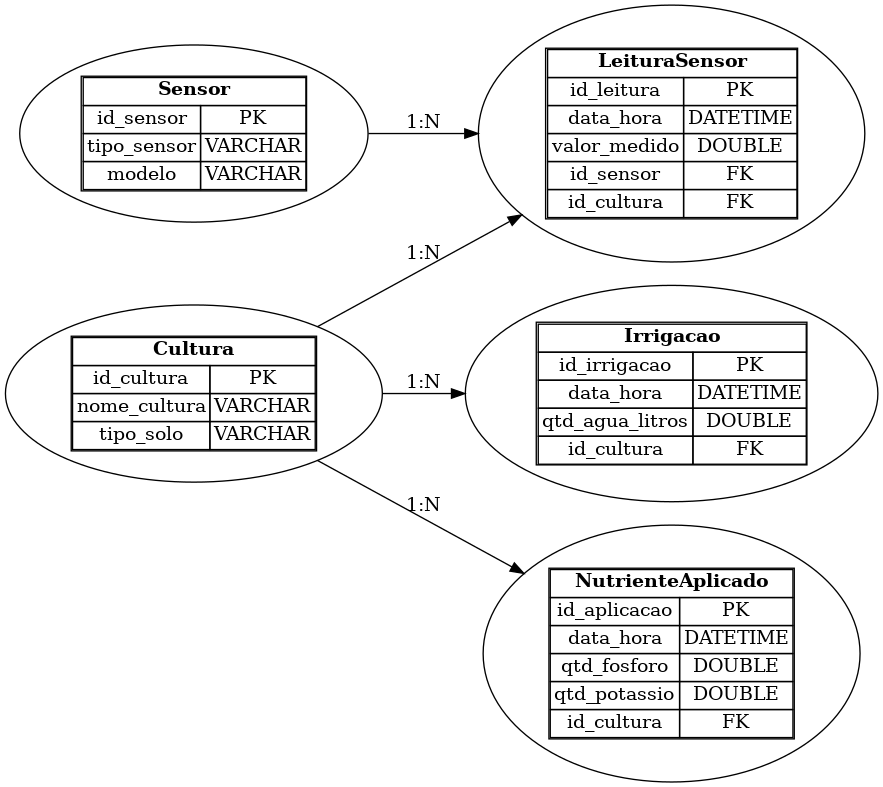 Sensor
id_sensor PK
tipo_sensor VARCHAR
modelo VARCHAR
1:N
LeituraSensor
id_leitura PK
data_hora DATETIME
valor_medido DOUBLE
id_sensor FK
id_cultura FK
1:N
Cultura
id_cultura PK
nome_cultura VARCHAR
tipo_solo VARCHAR
1:N
Irrigacao
id_irrigacao PK
data_hora DATETIME
qtd_agua_litros DOUBLE
id_cultura FK
1:N
NutrienteAplicado
id_aplicacao PK
data_hora DATETIME
qtd_fosforo DOUBLE
qtd_potassio DOUBLE
id_cultura FK